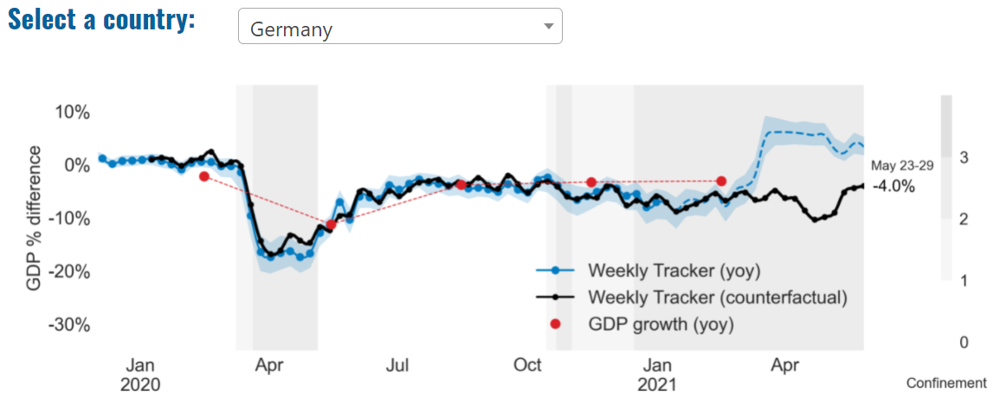 Select a country:
Germany
GDP % difference
10%
0%
-10%
-20%
-30%
Weekly Tracker (yoy)
Weekly Tracker (counterfactual)
GDP growth (yoy)
May 23-29
-4.0%
3
2
1
0
Confinement
Jan
2020
Apr
Jul
Oct
Jan
2021
Apr